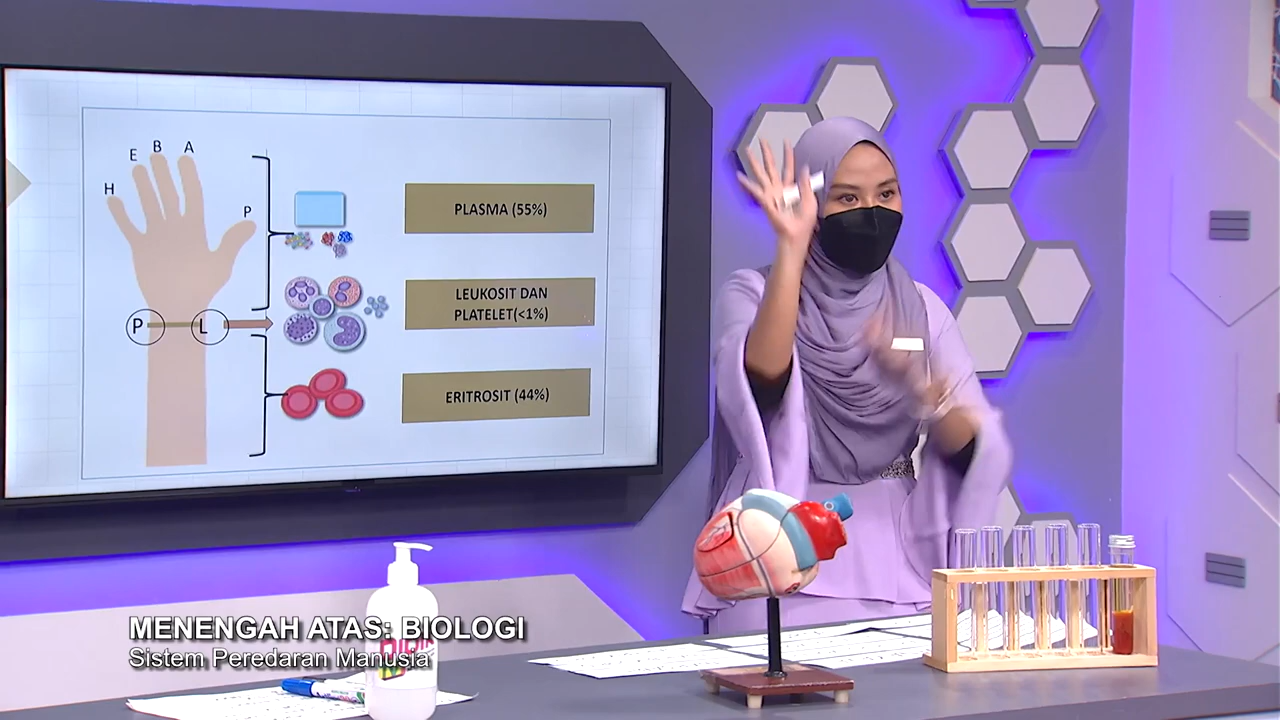 H
E
B
A
P
P
L
PLASMA (55%)
LEUKOSIT DAN
PLATELET(<1%)
ERITROSIT (44%)
MENENGAH ATAS: BIOLOGI
Sistem Peredaran Manusia